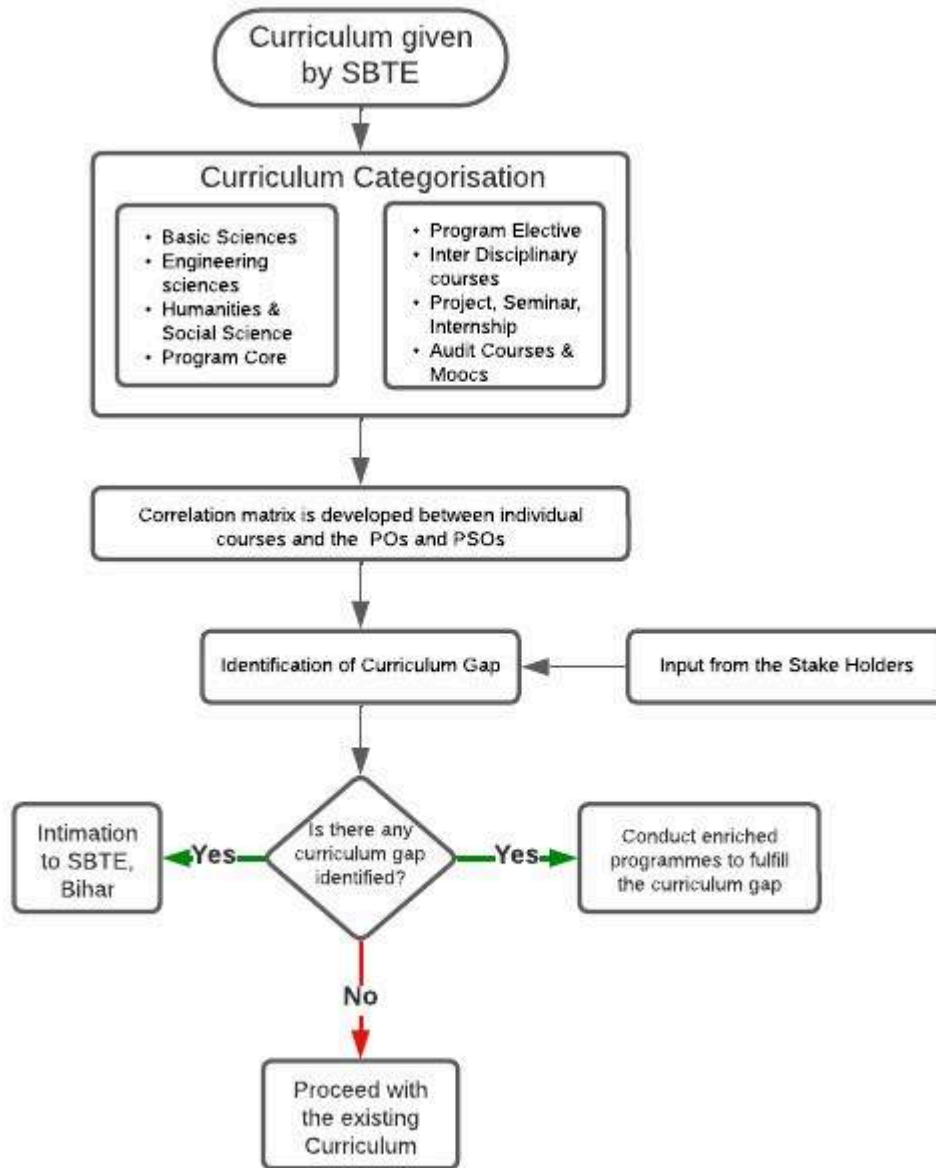 Curriculum given
by SBTE
Curriculum Categorisation
• Basic Sciences
• Engineering
sciences
• Humanities &
Social Science
• Program Core
• Program Elective
• Inter Disciplinary
courses
• Project, Seminar,
Internship
• Audit Courses &
Moocs
Correlation matrix is developed between individual
courses and the POs and PSOs
Identification of Curriculum Gap
Input from the Stake Holders
Is there any
curriculum gap
identified?
Yes
Intimation
to SBTE,
Bihar
Yes
Conduct enriched
programmes to fulfill
the curriculum gap
No
Proceed with
the existing
Curriculum